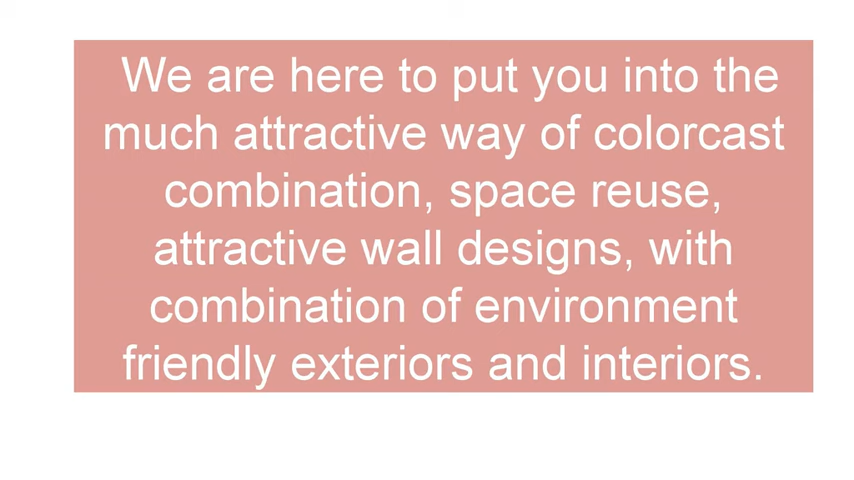 We are here to put you into the
much attractive way of colorcast
combination, space reuse,
attractive wall designs, with
combination of environment
friendly exteriors and interiors.